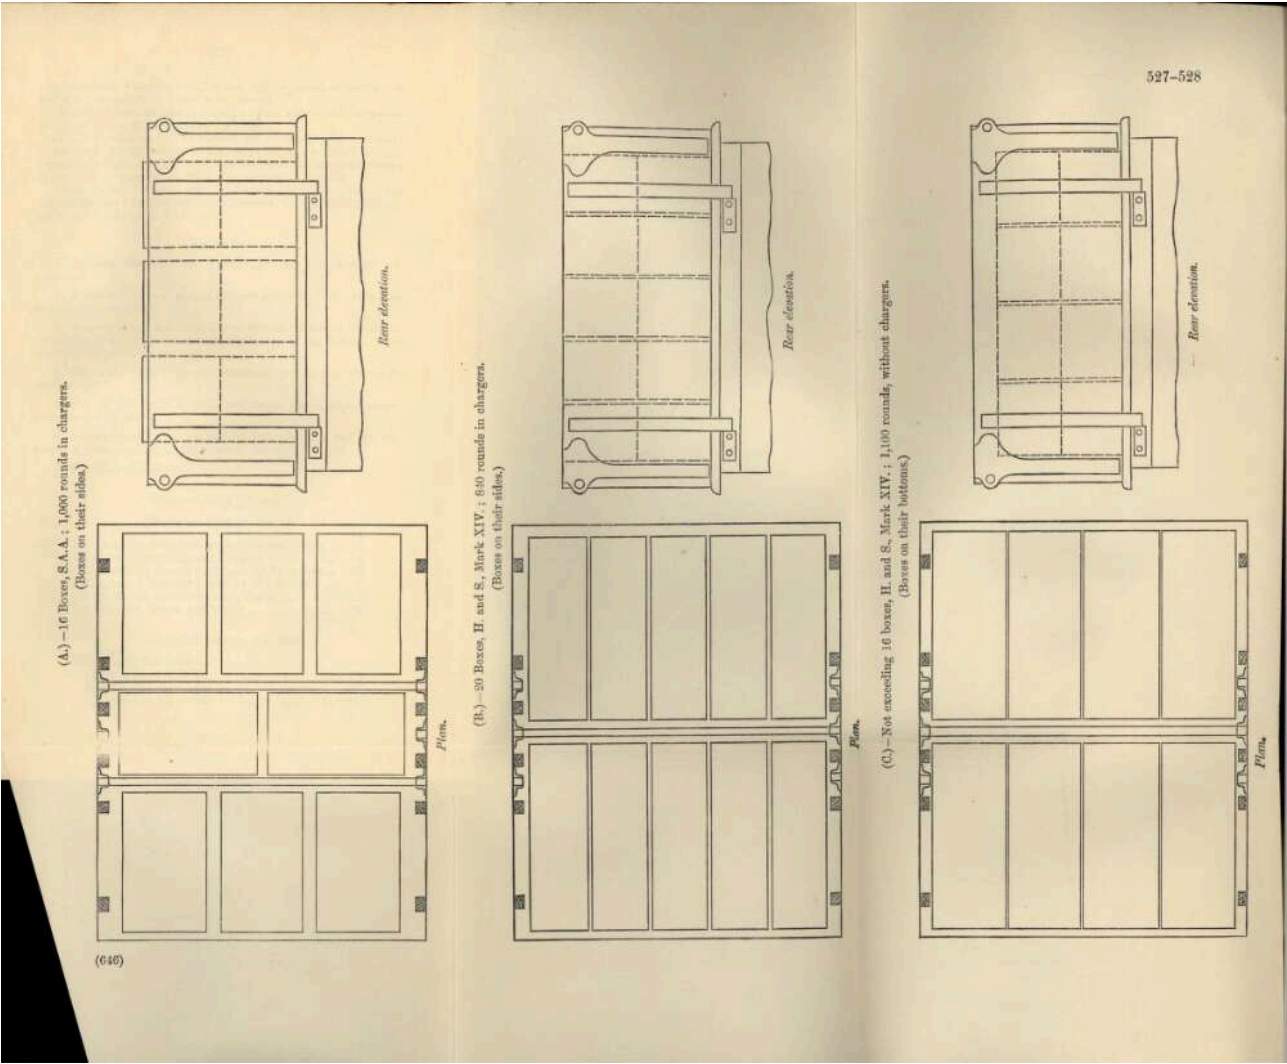 527–528
(A.)—16 Boxes, S.A.A.; 1,000 rounds in chargers.
(Boxes on their sides.)
Rear elevation.
Plan.
(B.)—20 Boxes, H. and S., Mark XIV.; 840 rounds in chargers.
(Boxes on their sides.)
Rear elevation.
Plan.
(C.)—Not exceeding 16 boxes, H. and S., Mark XIV.; 1,100 rounds, without chargers.
(Boxes on their bottoms.)
Rear elevation.
Plan.
(646)